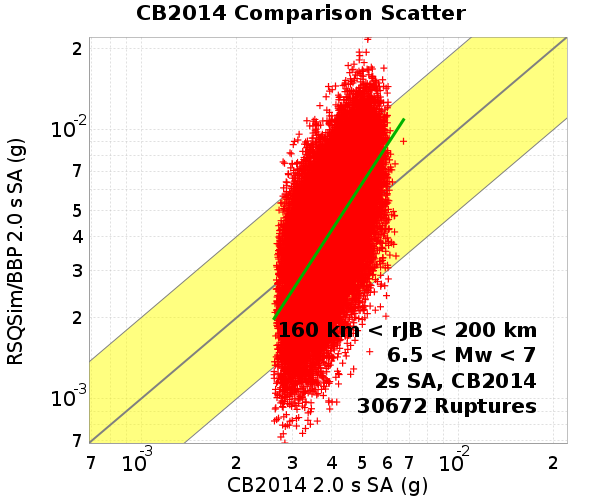 CB2014 Comparison Scatter
RSQSim/BBP 2.0 s SA (g)
2
10-2
7
5
4
3
2
10-3
7
160 km < rJB < 200 km
6.5 < Mw < 7
2s SA, CB2014
30672 Ruptures
7 10-3 2 3 4 5 6 7 10-2 2
CB2014 2.0 s SA (g)